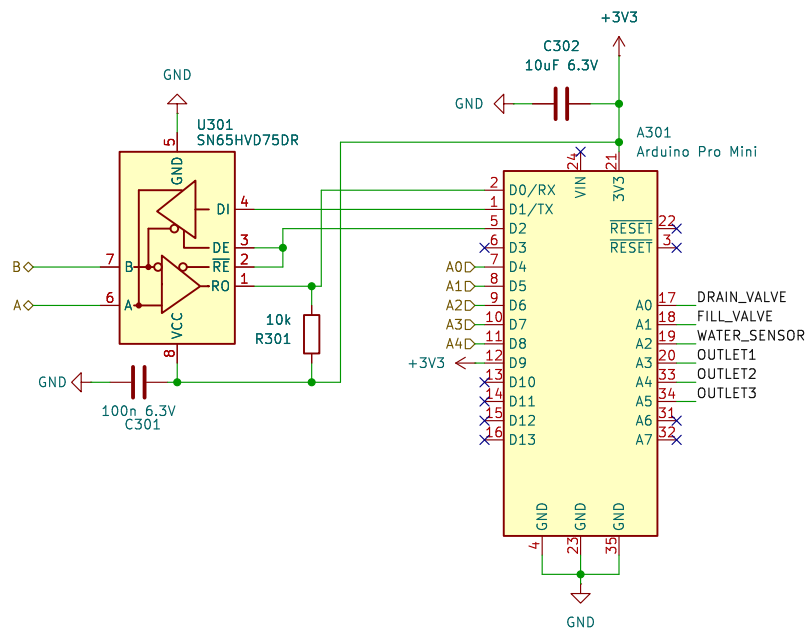 +3V3
C302
10uF 6.3V
GND
GND
U301
SN65HVD75DR
A301
Arduino Pro Mini
5
GND
24
21
VIN
3V3
2
D0/RX
DI
4
1
D1/TX
5
D2
RESET
22
DE
3
6
D3
RESET
3
B
7
B
RE
2
A0
7
D4
RO
1
A1
8
D5
A
6
A
A2
9
D6
A0
17
DRAIN_VALVE
10k
R301
A3
10
D7
A1
18
FILL_VALVE
VCC
A4
11
D8
A2
19
WATER_SENSOR
8
+3V3
12
D9
A3
20
OUTLET1
GND
13
D10
A4
33
OUTLET2
100n 6.3V
C301
14
D11
A5
34
OUTLET3
15
D12
A6
31
16
D13
A7
32
GND
GND
GND
4
23
35
GND